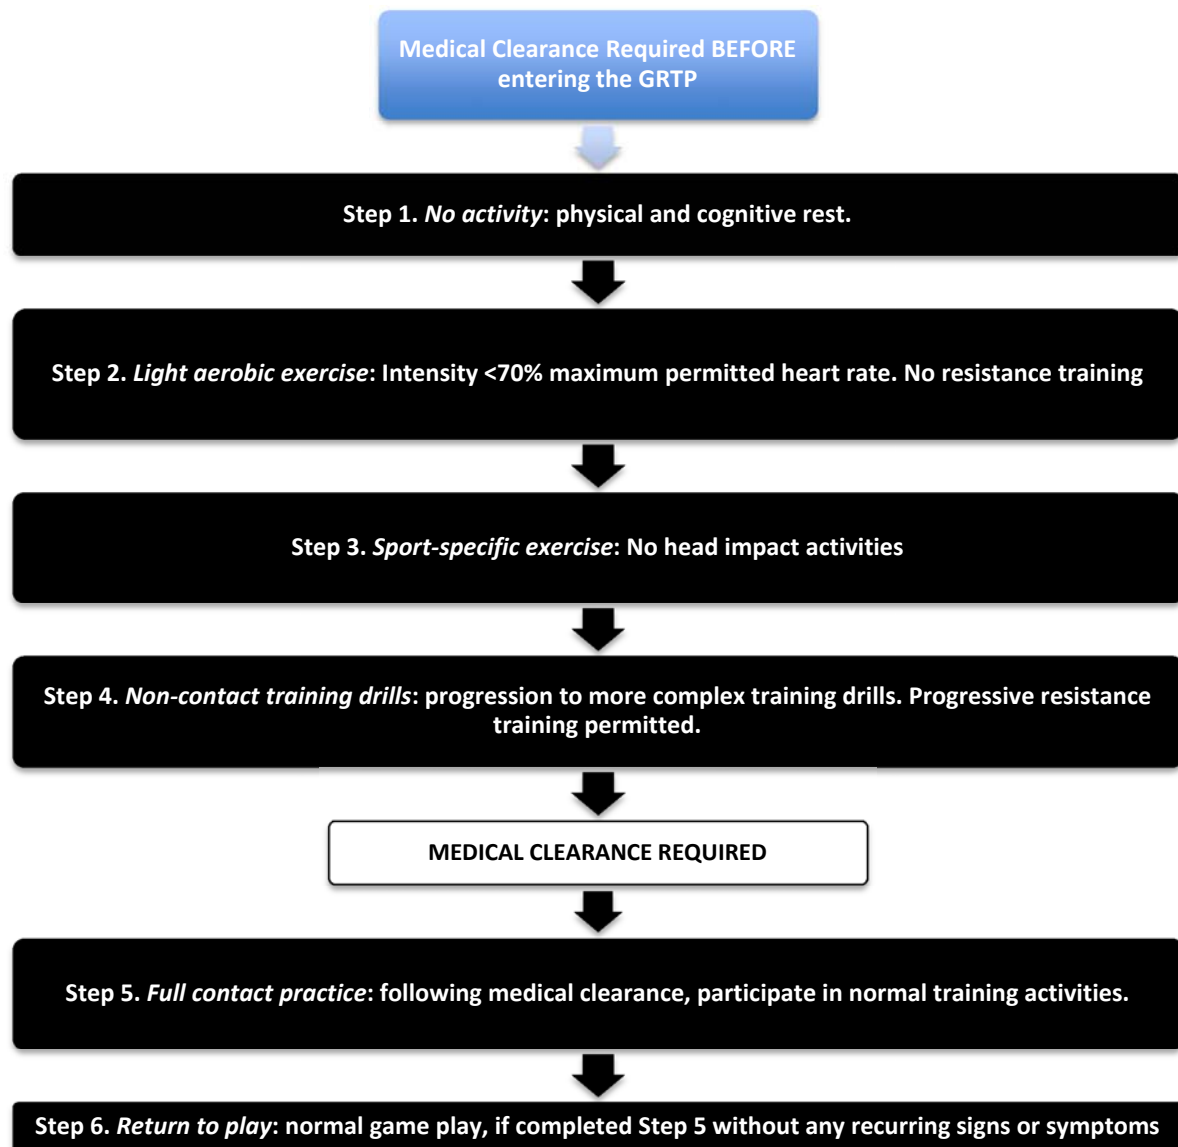 Medical Clearance Required BEFORE
entering the GRTP
Step 1. No activity: physical and cognitive rest.
Step 2. Light aerobic exercise: Intensity <70% maximum permitted heart rate. No resistance training
Step 3. Sport-specific exercise: No head impact activities
Step 4. Non-contact training drills: progression to more complex training drills. Progressive resistance
training permitted.
MEDICAL CLEARANCE REQUIRED
Step 5. Full contact practice: following medical clearance, participate in normal training activities.
Step 6. Return to play: normal game play, if completed Step 5 without any recurring signs or symptoms